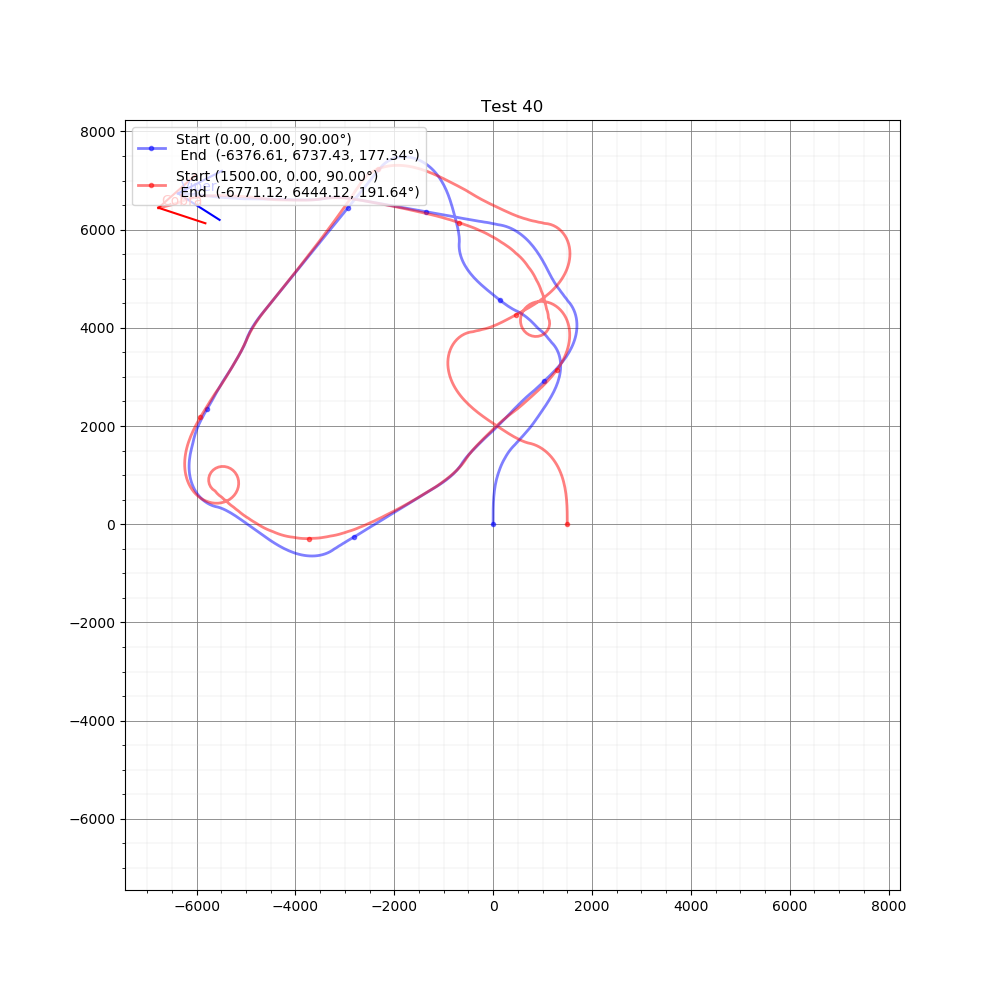 Test 40
8000
Start (0.00, 0.00, 90.00°)
End (-6376.61, 6737.43, 177.34°)
Start (1500.00, 0.00, 90.00°)
End (-6771.12, 6444.12, 191.64°)
6000
4000
2000
0
−2000
−4000
−6000
−6000 −4000 −2000 0 2000 4000 6000 8000